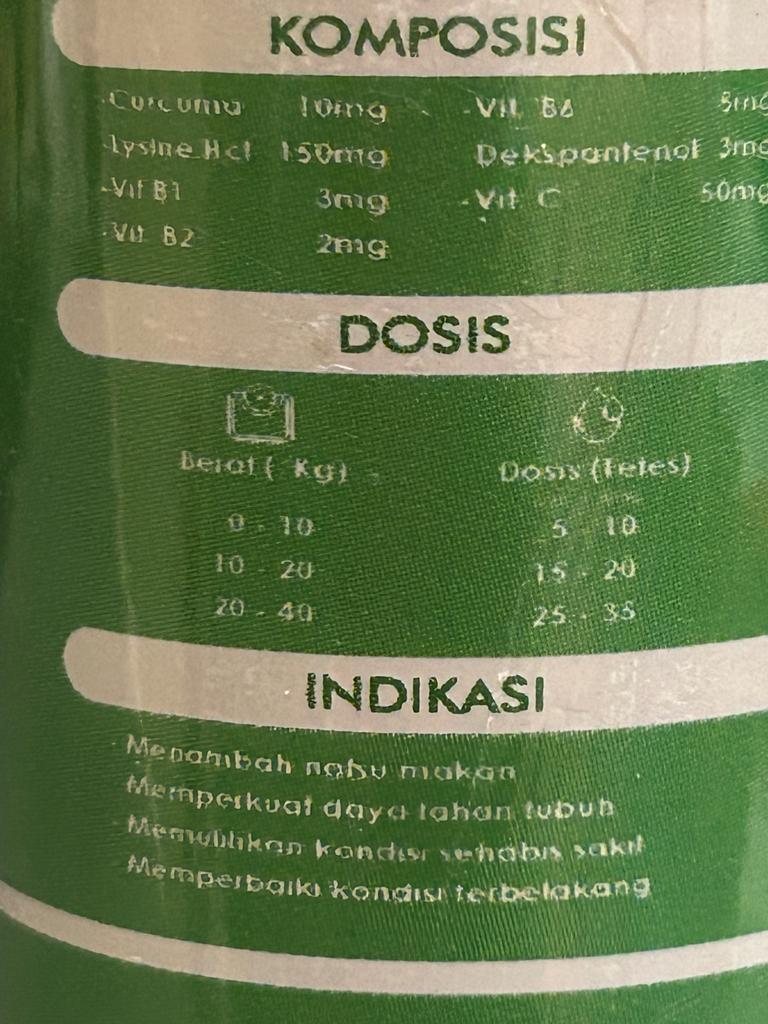 KOMPOSISI
-Curcuma 10mg
-Lysine Hcl 150mg
-Vit B1 3mg
-Vit B2 2mg
-Vit B6
Dekspantenol 3mg
-Vit C 50mg
DOSIS
Berat ( Kg) Dosis (Tetes)
0 - 10 5 - 10
10 - 20 15 - 20
20 - 40 25 - 35
INDIKASI
- Menambah nafsu makan
- Memperkuat daya tahan tubuh
- Memulihkan kondisi sehabis sakit
- Memperbaiki kondisi terbelakang